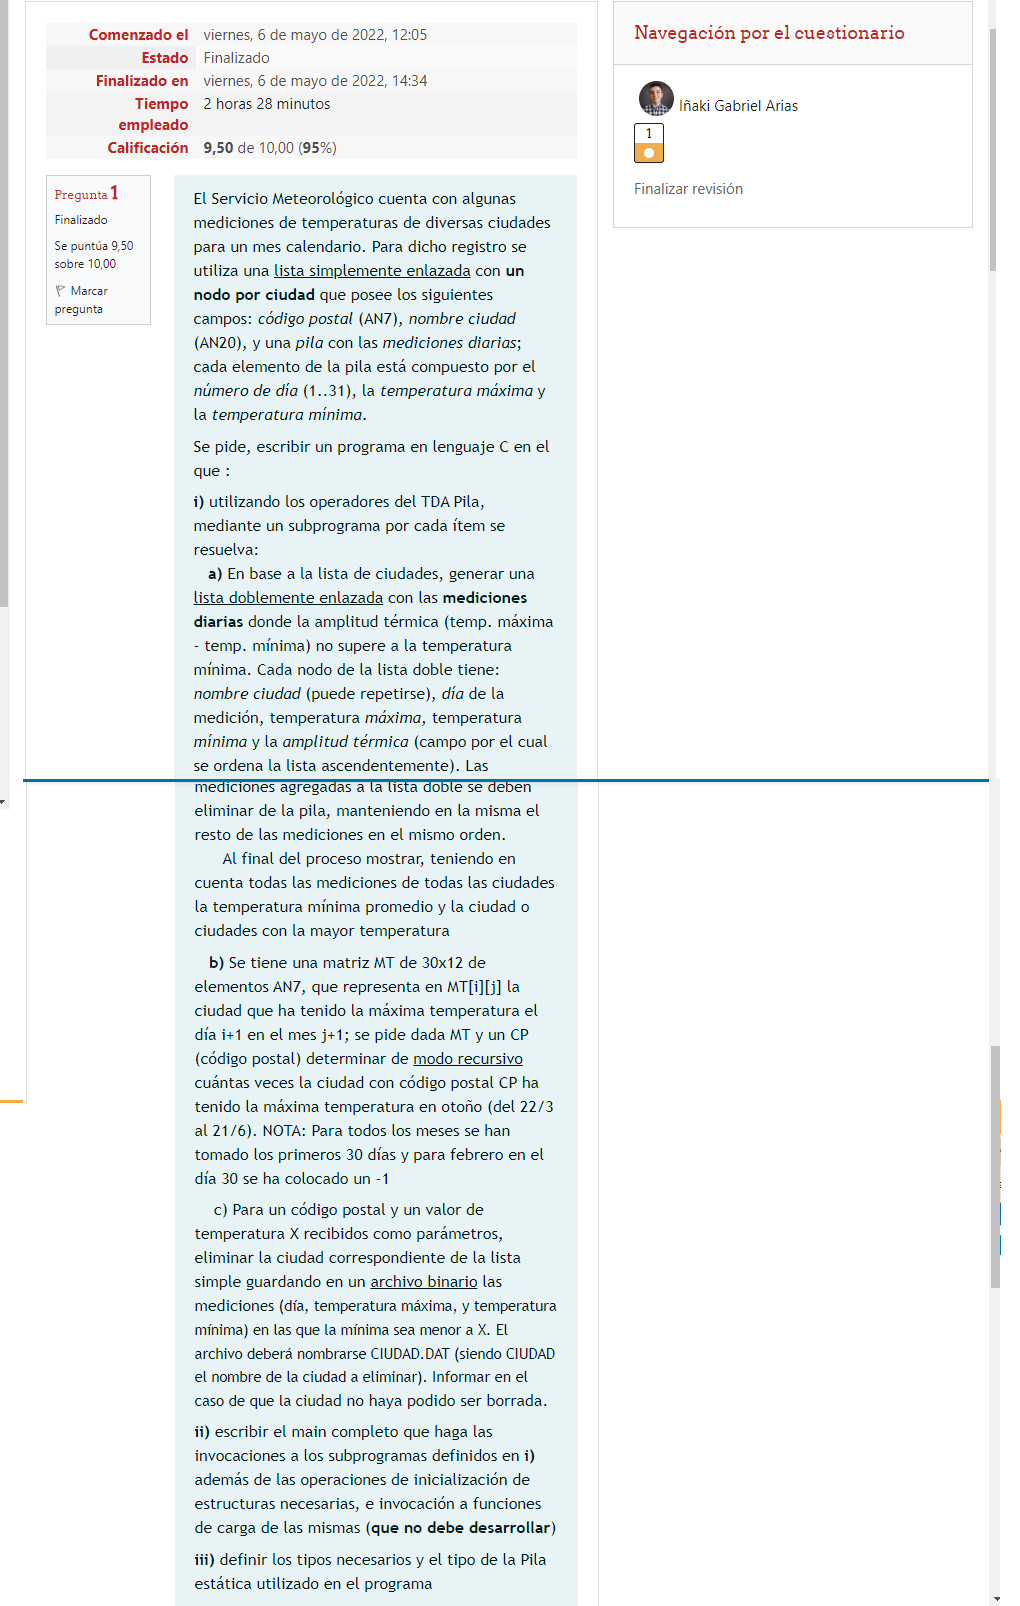 Comenzado el viernes, 6 de mayo de 2022, 12:05
Estado Finalizado
Finalizado en viernes, 6 de mayo de 2022, 14:34
Tiempo empleado 2 horas 28 minutos
Calificación 9,50 de 10,00 (95%)
Pregunta 1
Finalizado
Se puntúa 9,50
sobre 10,00
Marcar
pregunta
El Servicio Meteorológico cuenta con algunas
mediciones de temperaturas de diversas ciudades
para un mes calendario. Para dicho registro se
utiliza una lista simplemente enlazada con un
nodo por ciudad que posee los siguientes
campos: código postal (AN7), nombre ciudad
(AN20), y una pila con las mediciones diarias;
cada elemento de la pila está compuesto por el
número de día (1..31), la temperatura máxima y
la temperatura mínima.
Se pide, escribir un programa en lenguaje C en el
que :
i) utilizando los operadores del TDA Pila,
mediante un subprograma por cada ítem se
resuelva:
a) En base a la lista de ciudades, generar una
lista doblemente enlazada con las mediciones
diarias donde la amplitud térmica (temp. máxima
- temp. mínima) no supere a la temperatura
mínima. Cada nodo de la lista doble tiene:
nombre ciudad (puede repetirse), día de la
medición, temperatura máxima, temperatura
mínima y la amplitud térmica (campo por el cual
se ordena la lista ascendentemente). Las
mediciones agregadas a la lista doble se deben
eliminar de la pila, manteniendo en la misma el
resto de las mediciones en el mismo orden.
Al final del proceso mostrar, teniendo en
cuenta todas las mediciones de todas las ciudades
la temperatura mínima promedio y la ciudad o
ciudades con la mayor temperatura
b) Se tiene una matriz MT de 30x12 de
elementos AN7, que representa en MT[i][j] la
ciudad que ha tenido la máxima temperatura el
día i+1 en el mes j+1; se pide dada MT y un CP
(código postal) determinar de modo recursivo
cuántas veces la ciudad con código postal CP ha
tenido la máxima temperatura en otoño (del 22/3
al 21/6). NOTA: Para todos los meses se han
tomado los primeros 30 días y para febrero en el
día 30 se ha colocado un -1
c) Para un código postal y un valor de
temperatura X recibidos como parámetros,
eliminar la ciudad correspondiente de la lista
simple guardando en un archivo binario las
mediciones (día, temperatura máxima, y temperatura
mínima) en las que la mínima sea menor a X. El
archivo deberá nombrarse CIUDAD.DAT (siendo CIUDAD
el nombre de la ciudad a eliminar). Informar en el
caso de que la ciudad no haya podido ser borrada.
ii) escribir el main completo que haga las
invocaciones a los subprogramas definidos en i)
además de las operaciones de inicialización de
estructuras necesarias, e invocación a funciones
de carga de las mismas (que no debe desarrollar)
iii) definir los tipos necesarios y el tipo de la Pila
estática utilizado en el programa
Navegación por el cuestionario
Iñaki Gabriel Arias
1
Finalizar revisión